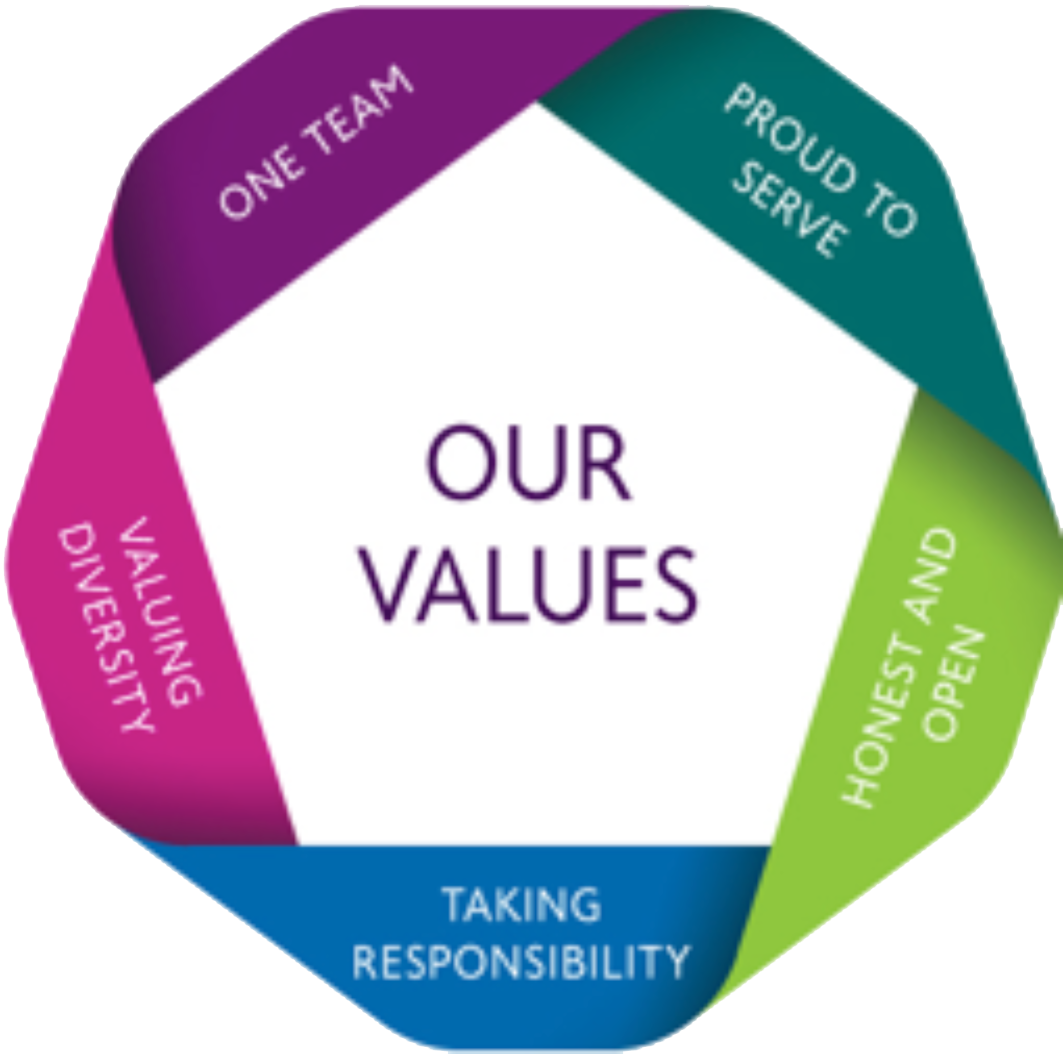 ONE TEAM
PROUD TO
SERVE
OUR
VALUES
VALUING
DIVERSITY
HONEST AND
OPEN
TAKING
RESPONSIBILITY